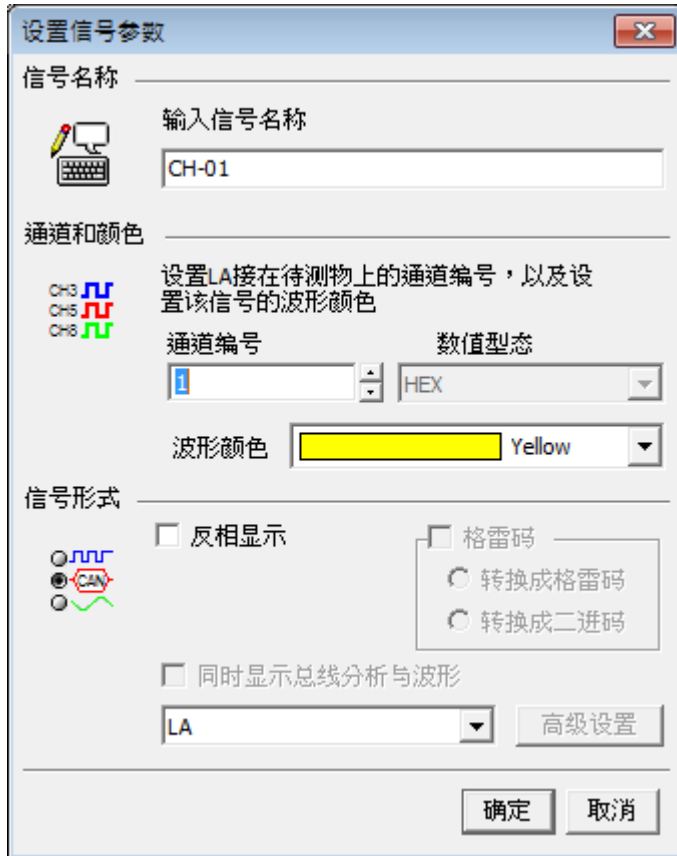 设置信号参数
信号名称
输入信号名称
CH-01
通道和颜色
CH3
CH5
CH8
设置LA接在待测物上的通道编号，以及设
置该信号的波形颜色
通道编号 数值型态
1 HEX
波形颜色 Yellow
信号形式
反相显示 格雷码
CAN
转换成格雷码
转换成二进码
同时显示总线分析与波形
LA 高级设置
确定 取消